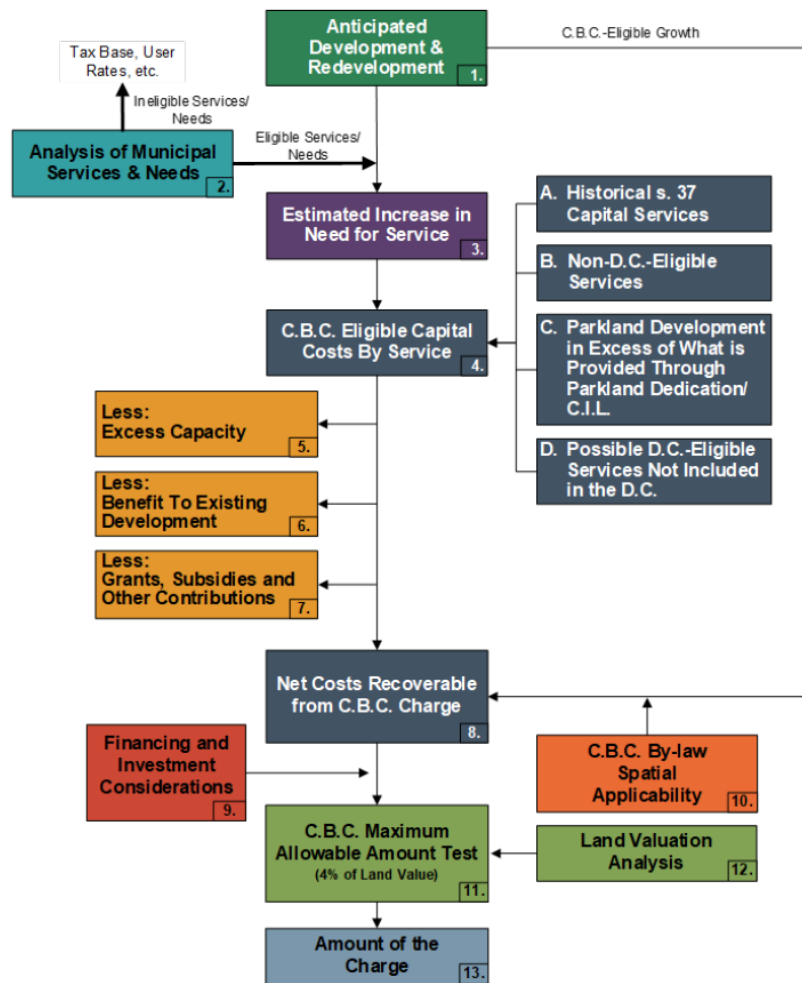 Anticipated
Development &
Redevelopment
1.
C.B.C.-Eligible Growth
Tax Base, User
Rates, etc.
Ineligible Services/
Needs
Analysis of Municipal
Services & Needs
2.
Eligible Services/
Needs
Estimated Increase in
Need for Service
3.
C.B.C. Eligible Capital
Costs By Service
4.
A. Historical s. 37
Capital Services
B. Non-D.C.-Eligible
Services
C. Parkland Development
in Excess of What is
Provided Through
Parkland Dedication/
C.I.L.
D. Possible D.C.-Eligible
Services Not Included
in the D.C.
Less:
Excess Capacity
5.
Less:
Benefit To Existing
Development
6.
Less:
Grants, Subsidies and
Other Contributions
7.
Net Costs Recoverable
from C.B.C. Charge
8.
Financing and
Investment
Considerations
9.
C.B.C. By-law
Spatial
Applicability
10.
C.B.C. Maximum
Allowable Amount Test
(4% of Land Value)
11.
Land Valuation
Analysis
12.
Amount of the
Charge
13.